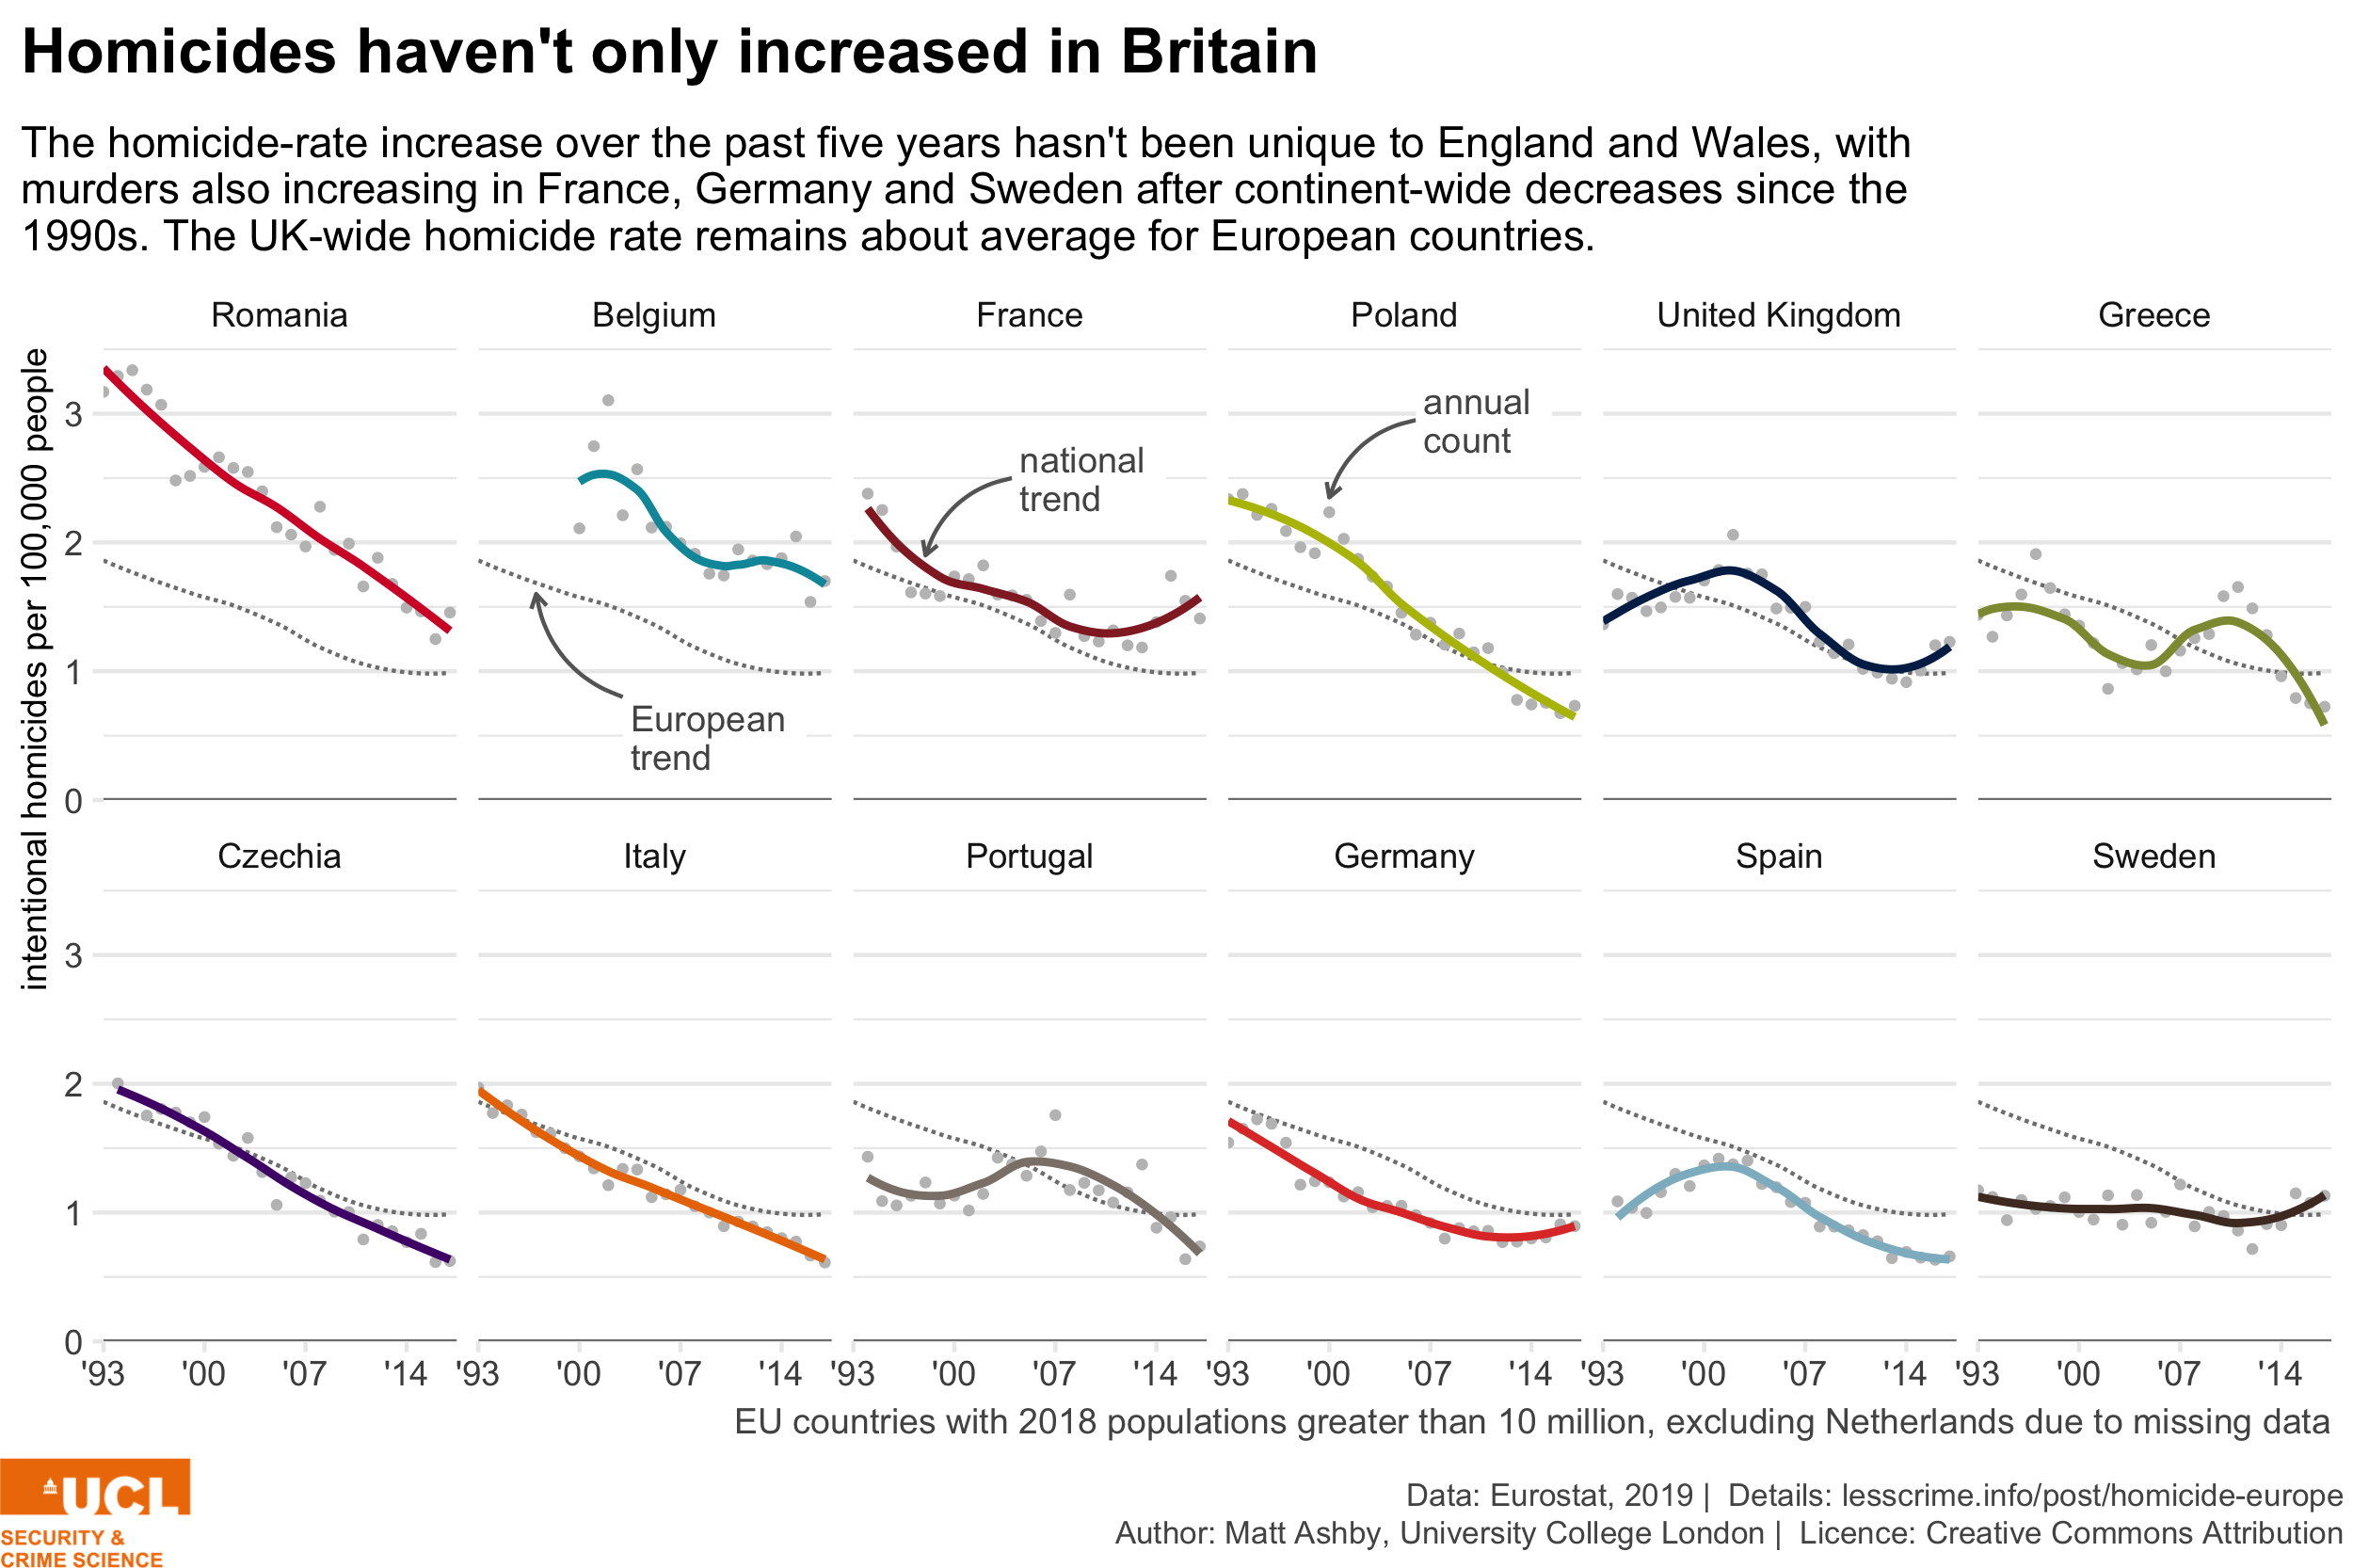 Homicides haven't only increased in Britain
The homicide-rate increase over the past five years hasn't been unique to England and Wales, with
murders also increasing in France, Germany and Sweden after continent-wide decreases since the
1990s. The UK-wide homicide rate remains about average for European countries.
Romania
Belgium
France
Poland
United Kingdom
Greece
intentional homicides per 100,000 people
3
2
1
0
European
trend
national
trend
annual
count
Czechia
Italy
Portugal
Germany
Spain
Sweden
3
2
1
0
'93 '00 '07 '14
'93 '00 '07 '14
'93 '00 '07 '14
'93 '00 '07 '14
'93 '00 '07 '14
'93 '00 '07 '14
EU countries with 2018 populations greater than 10 million, excluding Netherlands due to missing data
UCL
SECURITY &
CRIME SCIENCE
Data: Eurostat, 2019 | Details: lesscrime.info/post/homicide-europe
Author: Matt Ashby, University College London | Licence: Creative Commons Attribution